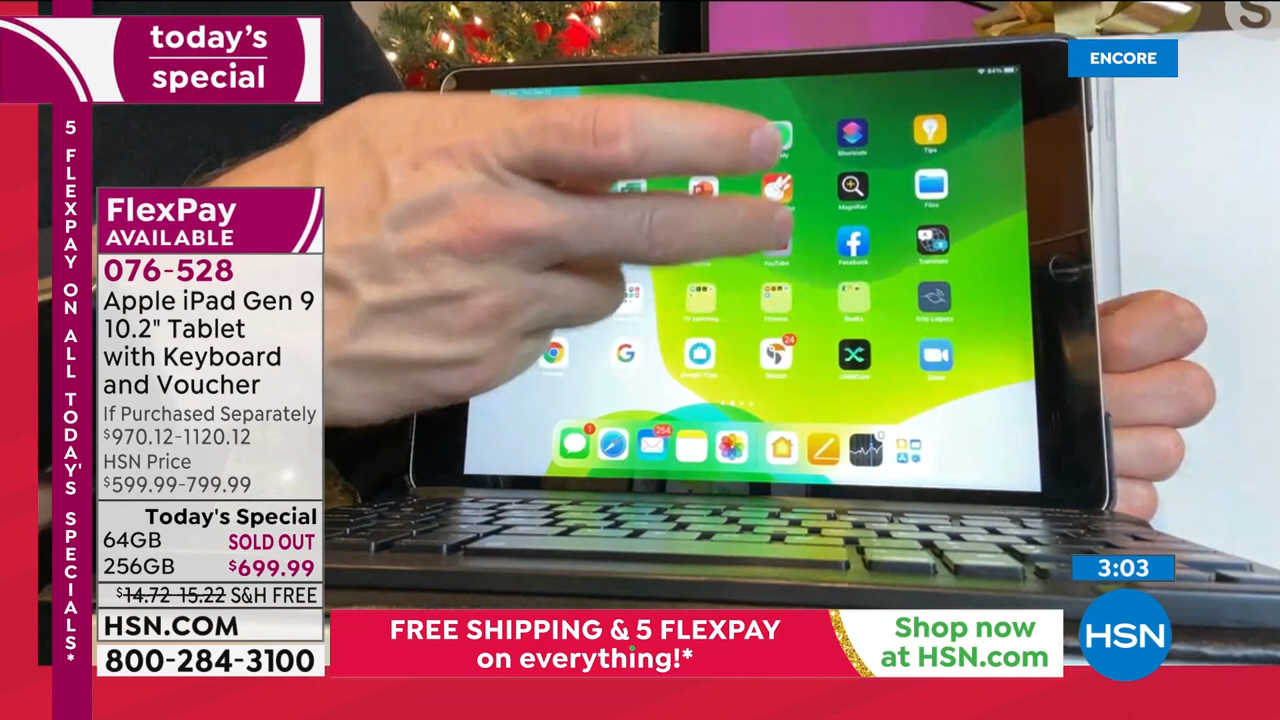 today's
special
5 FLEXPAY ON ALL TODAY'S SPECIALS*
FlexPay
AVAILABLE
076-528
Apple iPad Gen 9
10.2" Tablet
with Keyboard
and Voucher
If Purchased Separately
$970.12-1120.12
HSN Price
$599.99-799.99
Today's Special
64GB SOLD OUT
256GB $699.99
$14.72-15.22 S&H FREE
HSN.COM
800-284-3100
ENCORE
S
84%
Shortcuts
Tips
Magnifier
Files
YouTube
Facebook
Translate
24
Zoom
1
254
3:03
FREE SHIPPING & 5 FLEXPAY
on everything!*
Shop now
at HSN.com
HSN